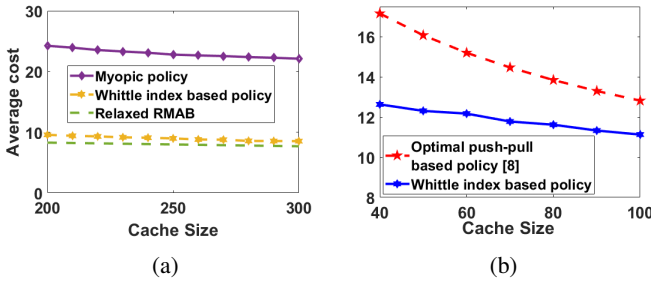 30
20
10
0
Average cost
Myopic policy
Whittle index based policy
Relaxed RMAB
200
250
300
Cache Size
(a)
16
14
12
10
8
Optimal push-pull
based policy [8]
Whittle index based policy
40
60
80
100
Cache Size
(b)